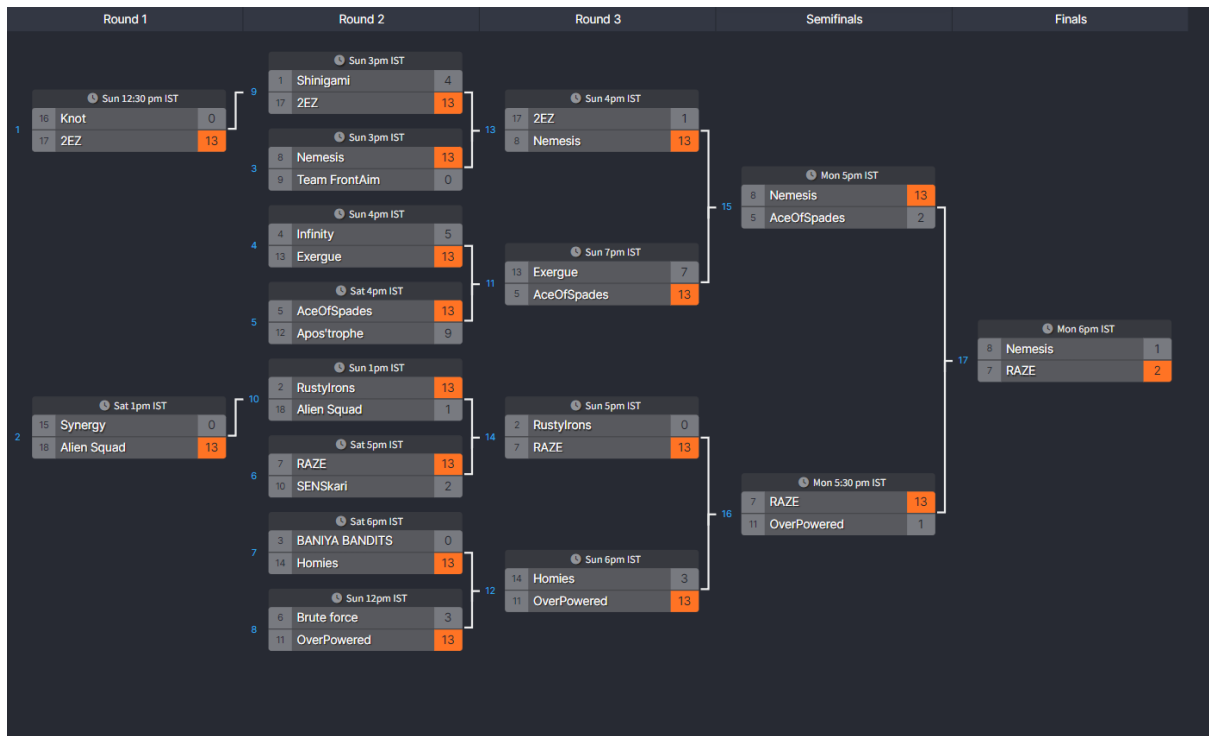 Round 1 Round 2 Round 3 Semifinals Finals
1
Sun 12:30 pm IST
16 Knot 0
17 2EZ 13
2
Sat 1pm IST
15 Synergy 0
18 Alien Squad 13
9
Sun 3pm IST
1 Shinigami 4
17 2EZ 13
3
Sun 3pm IST
8 Nemesis 13
9 Team FrontAim 0
4
Sun 4pm IST
4 Infinity 5
13 Exergue 13
5
Sat 4pm IST
5 AceOfSpades 13
12 Apos'trophe 9
10
Sun 1pm IST
2 RustyIrons 13
18 Alien Squad 1
6
Sat 5pm IST
7 RAZE 13
10 SENSkari 2
7
Sat 6pm IST
3 BANIYA BANDITS 0
14 Homies 13
8
Sun 12pm IST
6 Brute force 3
11 OverPowered 13
13
Sun 4pm IST
17 2EZ 1
8 Nemesis 13
11
Sun 7pm IST
13 Exergue 7
5 AceOfSpades 13
14
Sun 5pm IST
2 RustyIrons 0
7 RAZE 13
12
Sun 6pm IST
14 Homies 3
11 OverPowered 13
15
Mon 5pm IST
8 Nemesis 13
5 AceOfSpades 2
16
Mon 5:30 pm IST
7 RAZE 13
11 OverPowered 1
17
Mon 6pm IST
8 Nemesis 1
7 RAZE 2